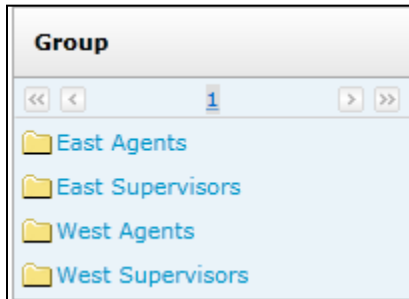 Group
<< < 1 > >>
East Agents
East Supervisors
West Agents
West Supervisors